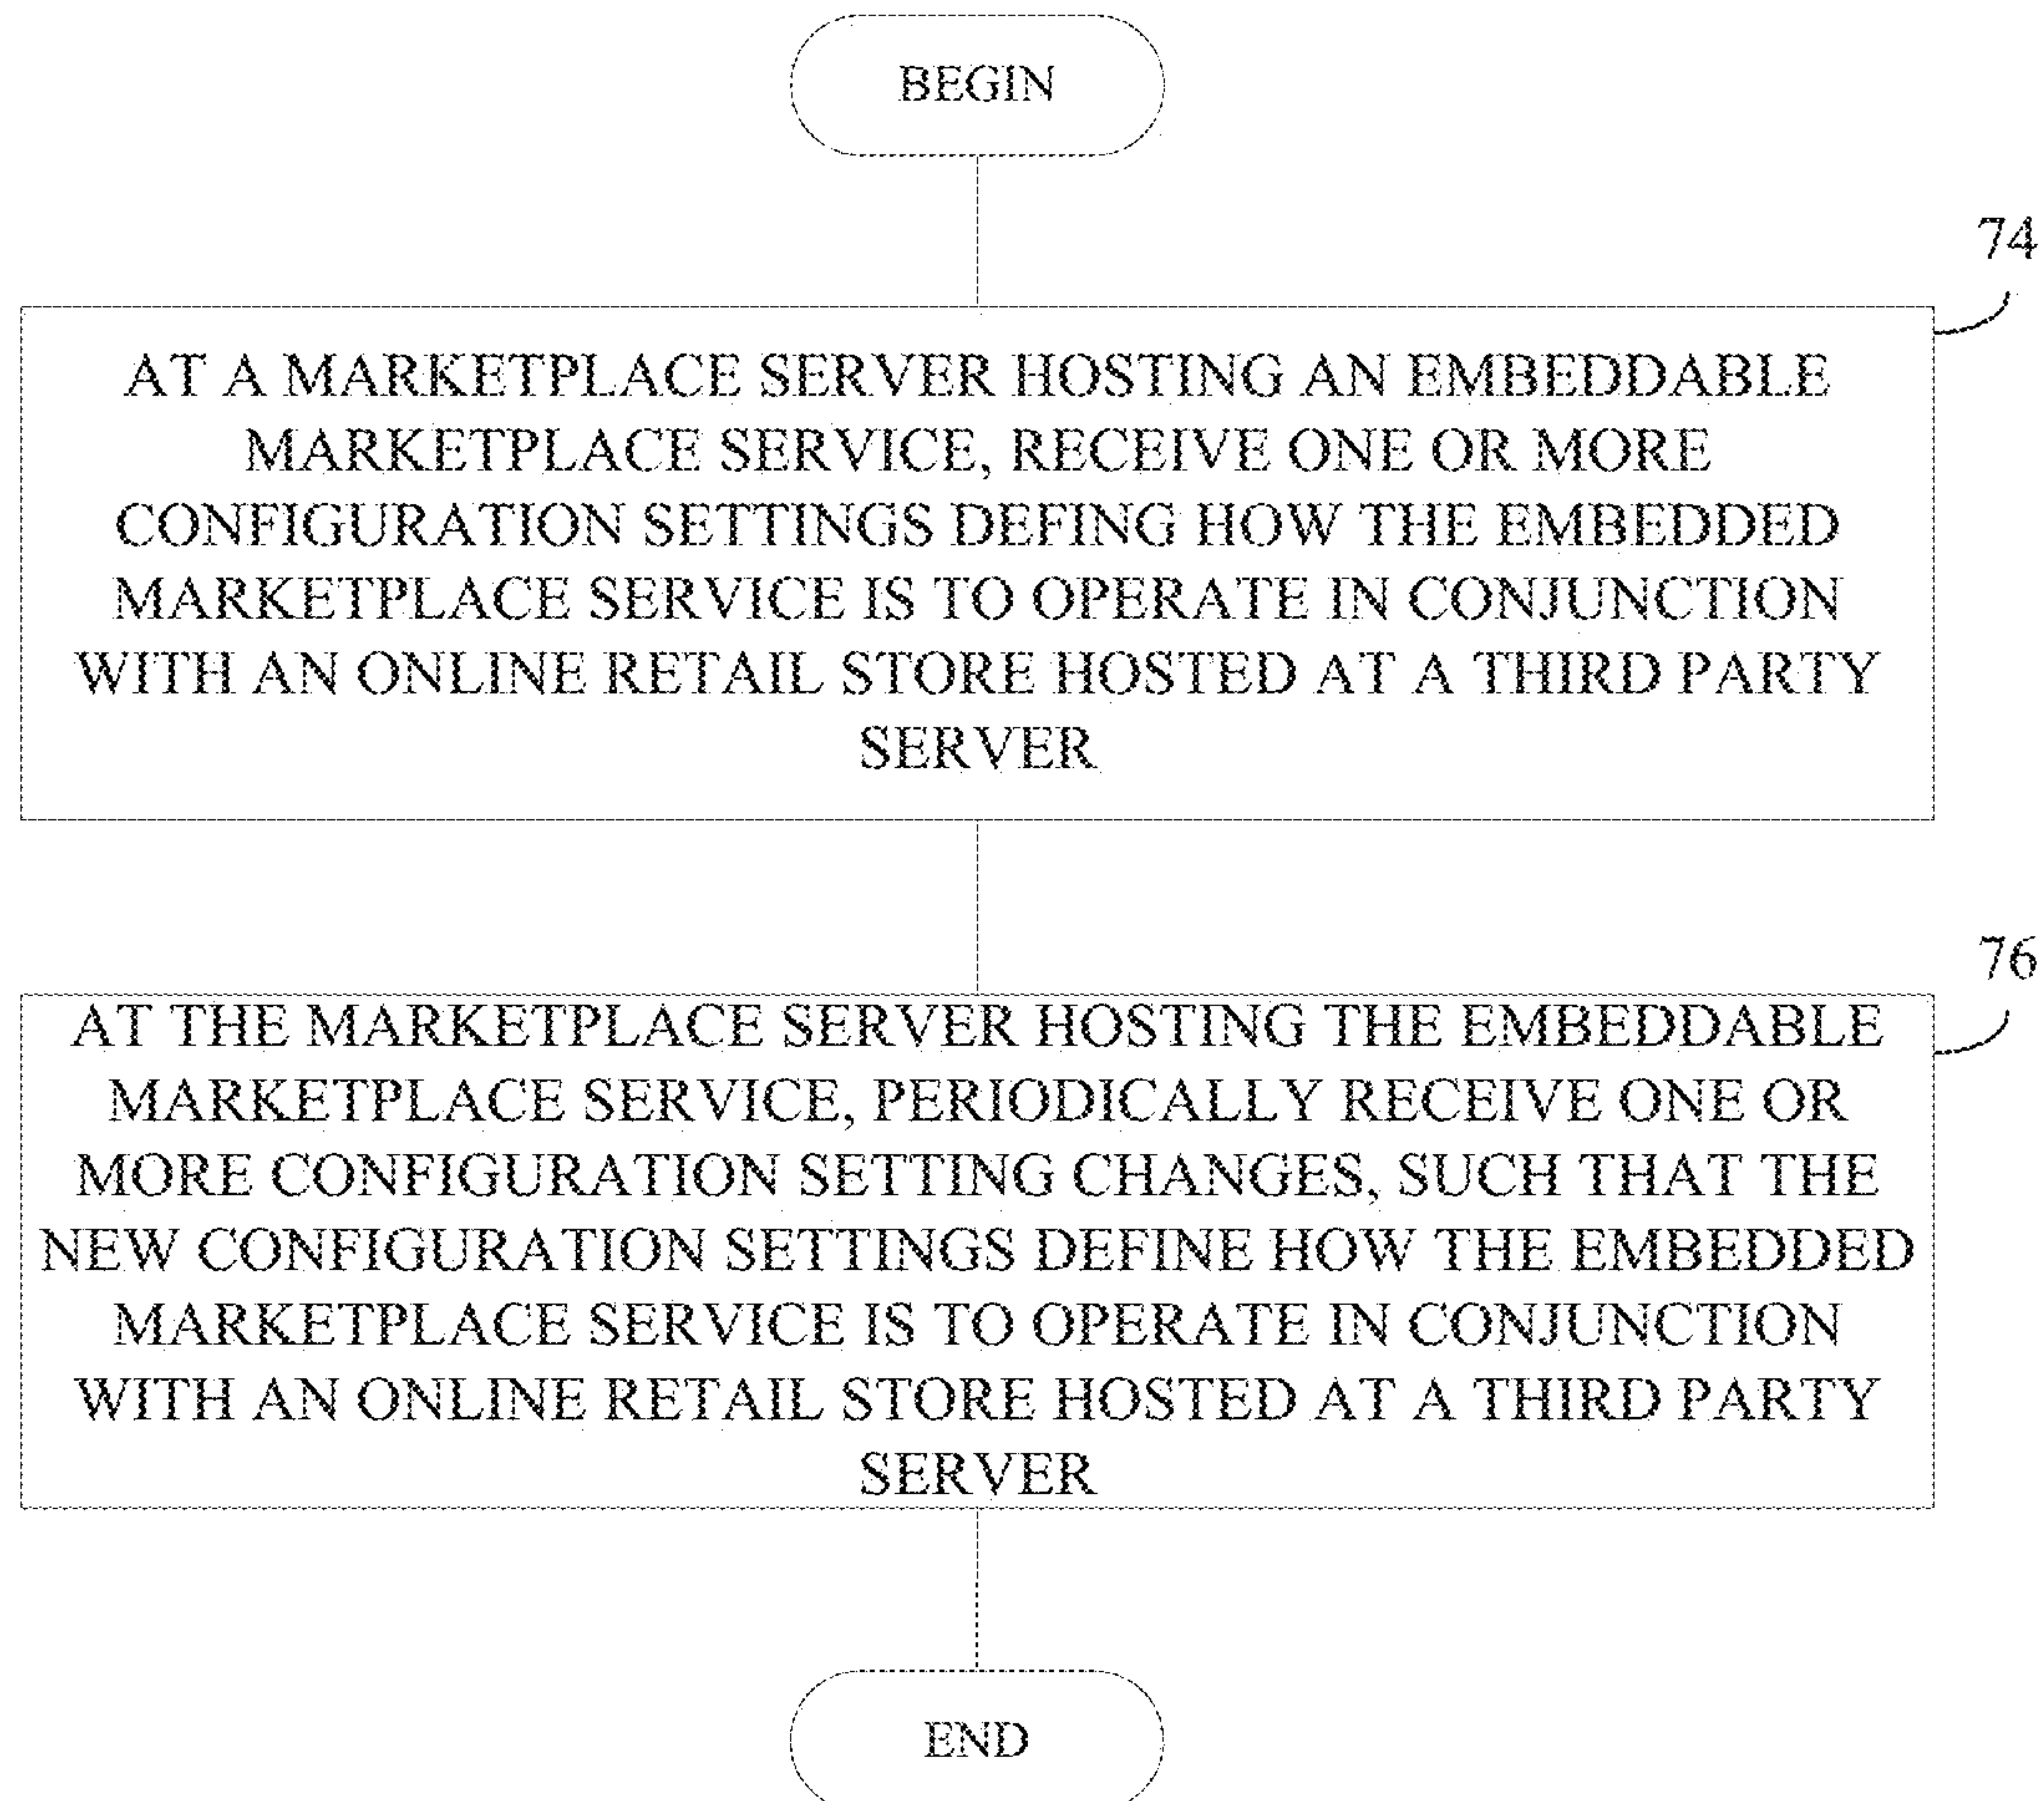 BEGIN
74
AT A MARKETPLACE SERVER HOSTING AN EMBEDDABLE
MARKETPLACE SERVICE, RECEIVE ONE OR MORE
CONFIGURATION SETTINGS DEFING HOW THE EMBEDDED
MARKETPLACE SERVICE IS TO OPERATE IN CONJUNCTION
WITH AN ONLINE RETAIL STORE HOSTED AT A THIRD PARTY
SERVER
76
AT THE MARKETPLACE SERVER HOSTING THE EMBEDDABLE
MARKETPLACE SERVICE, PERIODICALLY RECEIVE ONE OR
MORE CONFIGURATION SETTING CHANGES, SUCH THAT THE
NEW CONFIGURATION SETTINGS DEFINE HOW THE EMBEDDED
MARKETPLACE SERVICE IS TO OPERATE IN CONJUNCTION
WITH AN ONLINE RETAIL STORE HOSTED AT A THIRD PARTY
SERVER
END